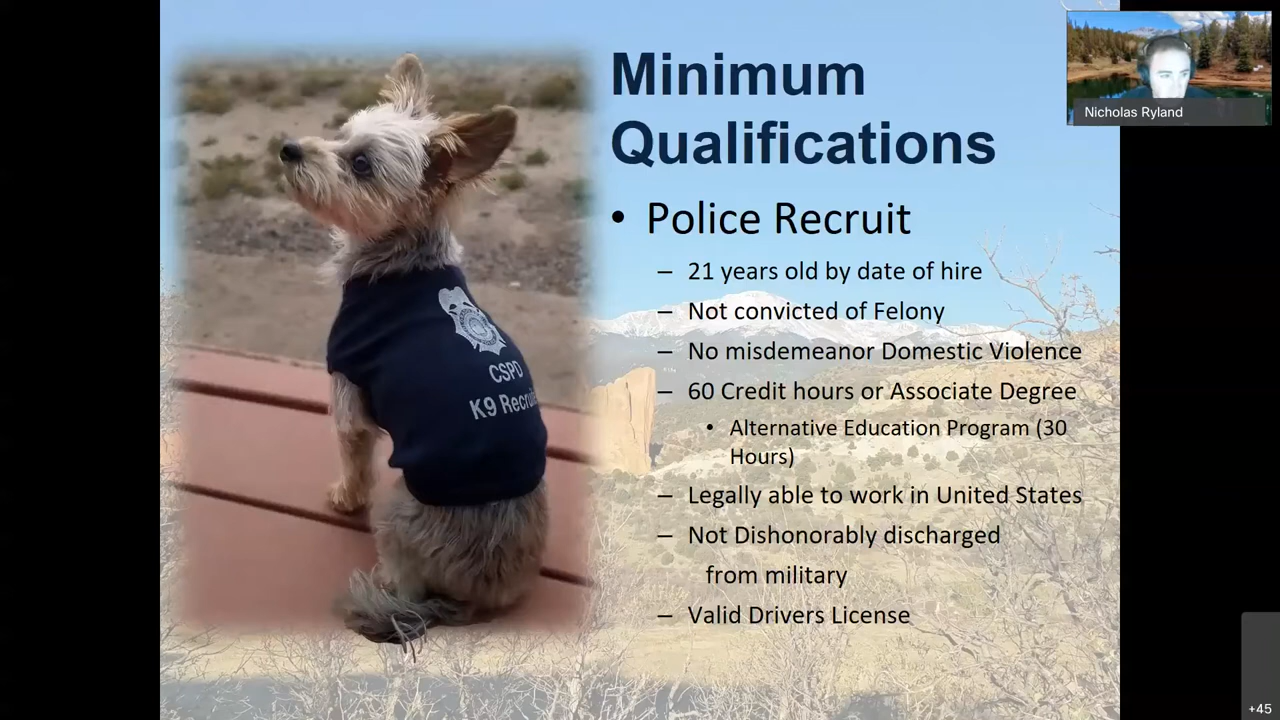 Minimum
Qualifications
• Police Recruit
– 21 years old by date of hire
– Not convicted of Felony
– No misdemeanor Domestic Violence
– 60 Credit hours or Associate Degree
• Alternative Education Program (30
Hours)
– Legally able to work in United States
– Not Dishonorably discharged
from military
– Valid Drivers License
CSPD
K9 Recruit
Nicholas Ryland
+45